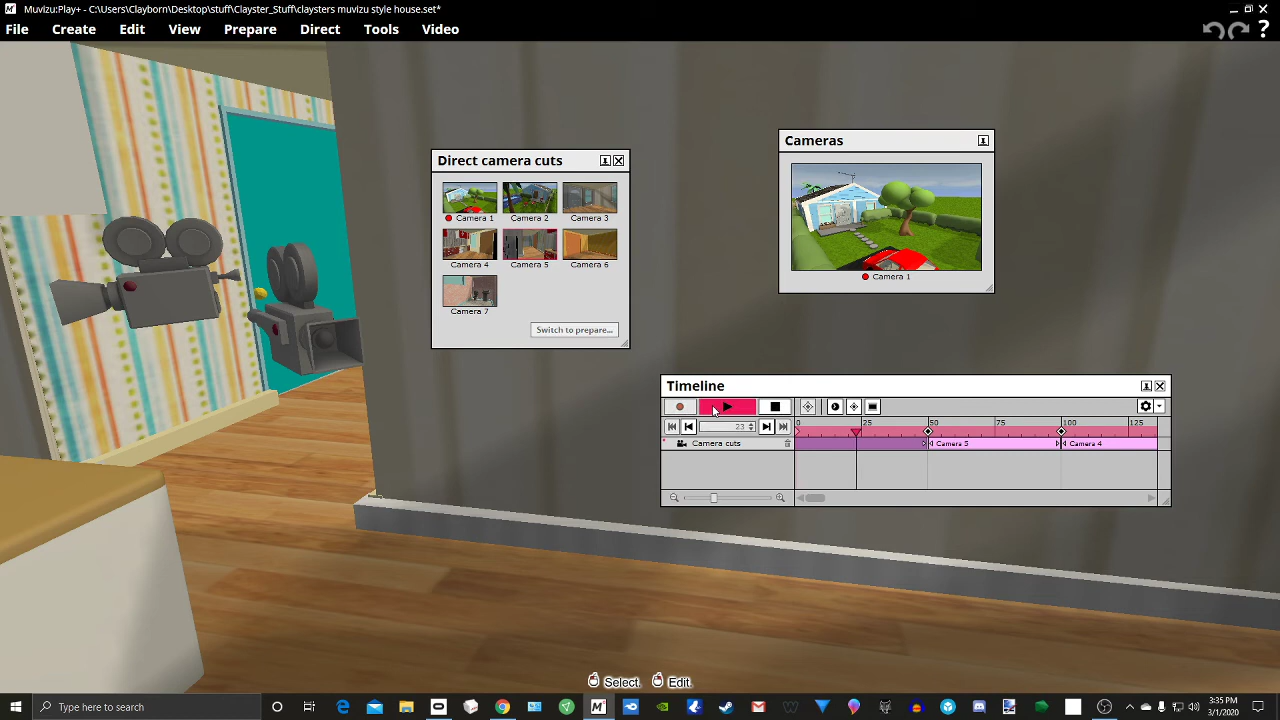 Muvizu:Play+ - C:\Users\Clayborn\Desktop\stuff\Clayster_Stuff\claysters muvizu style house.set*
File Create Edit View Prepare Direct Tools Video ?
Direct camera cuts
Camera 1 Camera 2 Camera 3
Camera 4 Camera 5 Camera 6
Camera 7
Switch to prepare...
Cameras
Camera 1
Timeline
23 0 25 50 75 100 125
Camera cuts Camera 5 Camera 4
Select. Edit.
Type here to search
3:35 PM
3/1/2020